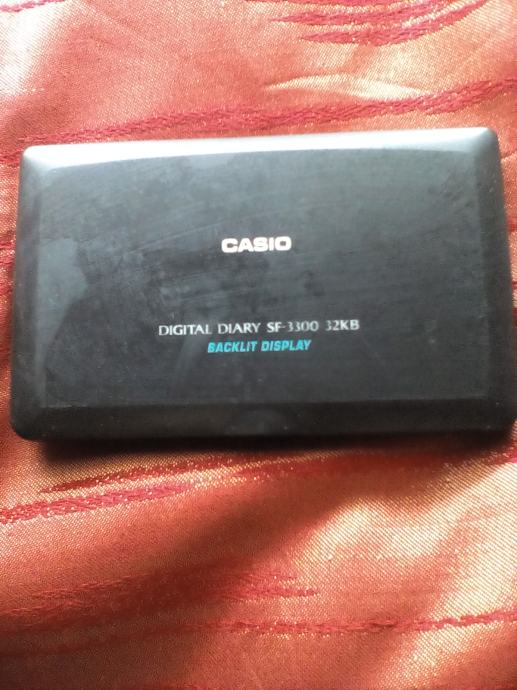 CASIO
DIGITAL DIARY SF-3300 32KB
BACKLIT DISPLAY